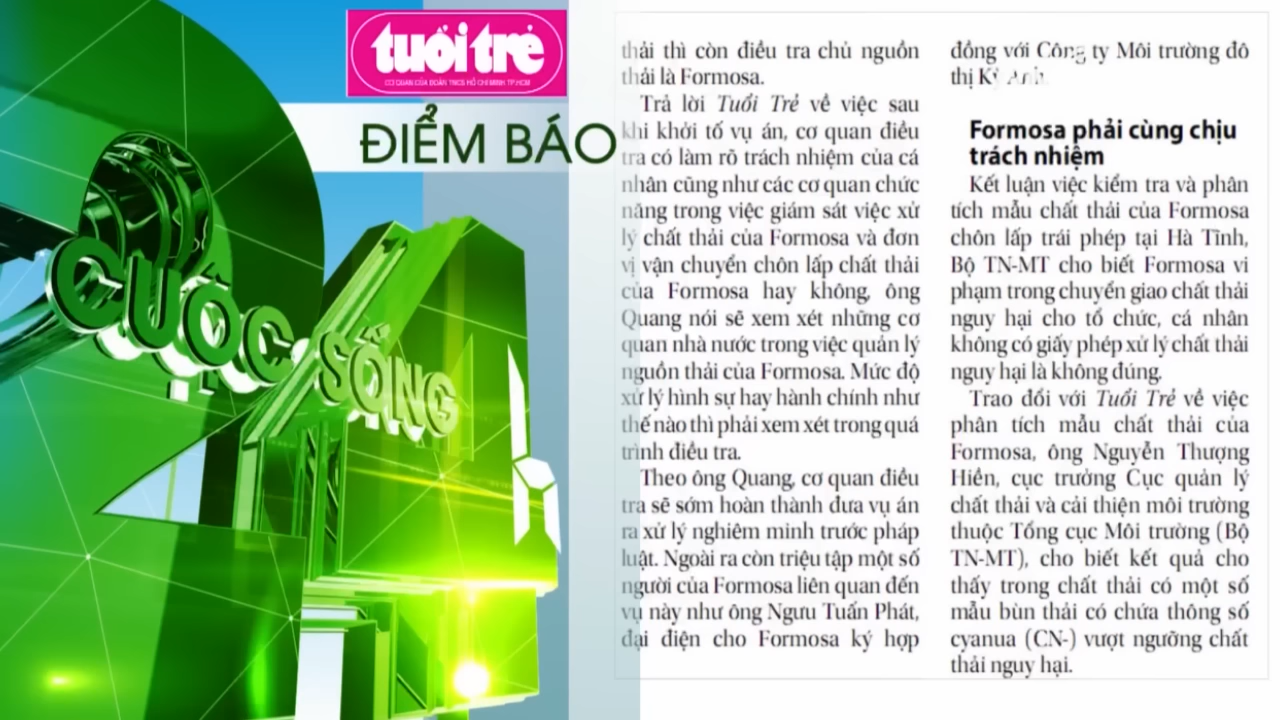 tuổi trẻ
CƠ QUAN CỦA ĐOÀN TNCS HỒ CHÍ MINH TP.HCM
ĐIỂM BÁO
24h
CUỘC SỐNG
thải thì còn điều tra chủ nguồn
thải là Formosa.
Trả lời Tuổi Trẻ về việc sau
khi khởi tố vụ án, cơ quan điều
tra có làm rõ trách nhiệm của cá
nhân cũng như các cơ quan chức
năng trong việc giám sát việc xử
lý chất thải của Formosa và đơn
vị vận chuyển chôn lấp chất thải
của Formosa hay không, ông
Quang nói sẽ xem xét những cơ
quan nhà nước trong việc quản lý
nguồn thải của Formosa. Mức độ
xử lý hình sự hay hành chính như
thế nào thì phải xem xét trong quá
trình điều tra.
Theo ông Quang, cơ quan điều
tra sẽ sớm hoàn thành đưa vụ án
ra xử lý nghiêm minh trước pháp
luật. Ngoài ra còn triệu tập một số
người của Formosa liên quan đến
vụ này như ông Ngưu Tuấn Phát,
đại diện cho Formosa ký hợp
đồng với Công ty Môi trường đô
thị Kỳ Anh.
Formosa phải cùng chịu
trách nhiệm
Kết luận việc kiểm tra và phân
tích mẫu chất thải của Formosa
chôn lấp trái phép tại Hà Tĩnh,
Bộ TN-MT cho biết Formosa vi
phạm trong chuyển giao chất thải
nguy hại cho tổ chức, cá nhân
không có giấy phép xử lý chất thải
nguy hại là không đúng.
Trao đổi với Tuổi Trẻ về việc
phân tích mẫu chất thải của
Formosa, ông Nguyễn Thượng
Hiền, cục trưởng Cục quản lý
chất thải và cải thiện môi trường
thuộc Tổng cục Môi trường (Bộ
TN-MT), cho biết kết quả cho
thấy trong chất thải có một số
mẫu bùn thải có chứa thông số
cyanua (CN-) vượt ngưỡng chất
thải nguy hại.